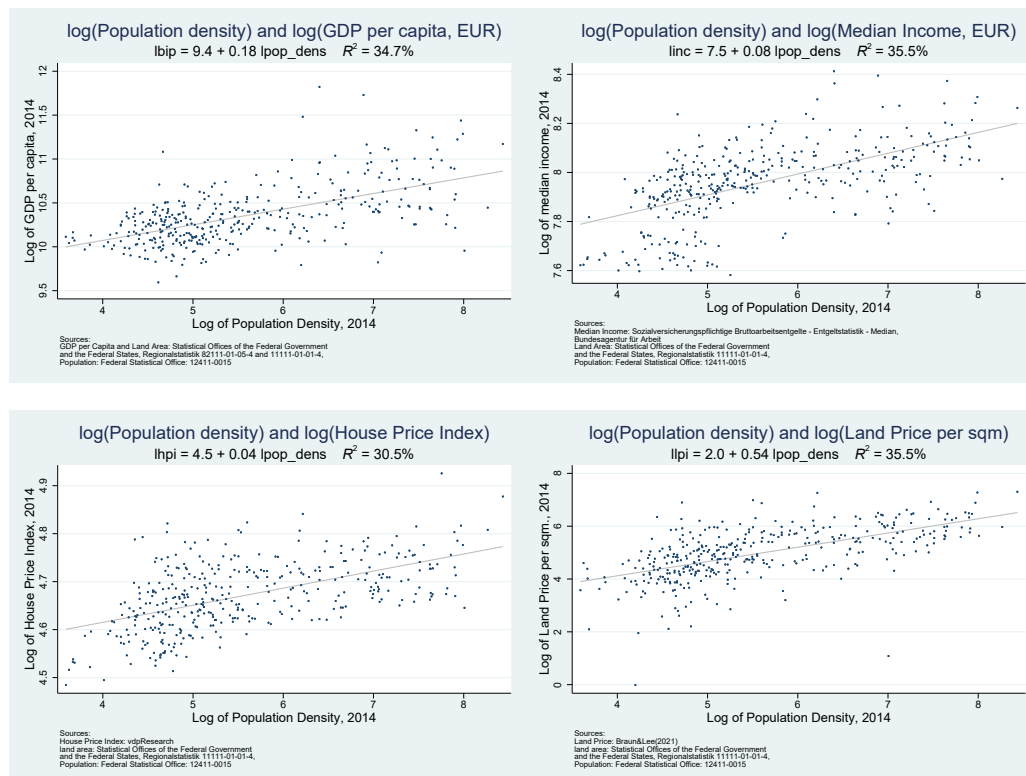 log(Population density) and log(GDP per capita, EUR)
lbip = 9.4 + 0.18 lpop_dens R² = 34.7%
Log of GDP per capita, 2014
12
11.5
11
10.5
10
9.5
4 5 6 7 8
Log of Population Density, 2014
Sources:
GDP per Capita and Land Area: Statistical Offices of the Federal Government
and the Federal States, Regionalstatistik 82111-01-05-4 and 11111-01-01-4,
Population: Federal Statistical Office: 12411-0015
log(Population density) and log(Median Income, EUR)
linc = 7.5 + 0.08 lpop_dens R² = 35.5%
Log of median income, 2014
8.4
8.2
8
7.8
7.6
4 5 6 7 8
Log of Population Density, 2014
Sources:
Median Income: Sozialversicherungspflichtige Bruttoarbeitsentgelte - Entgeltstatistik - Median,
Bundesagentur für Arbeit
Land Area: Statistical Offices of the Federal Government
and the Federal States, Regionalstatistik 11111-01-01-4,
Population: Federal Statistical Office: 12411-0015
log(Population density) and log(House Price Index)
lhpi = 4.5 + 0.04 lpop_dens R² = 30.5%
Log of House Price Index, 2014
4.9
4.8
4.7
4.6
4.5
4 5 6 7 8
Log of Population Density, 2014
Sources:
House Price Index: vdpResearch
land area: Statistical Offices of the Federal Government
and the Federal States, Regionalstatistik 11111-01-01-4,
Population: Federal Statistical Office: 12411-0015
log(Population density) and log(Land Price per sqm)
llpi = 2.0 + 0.54 lpop_dens R² = 35.5%
Log of Land Price per sqm., 2014
8
6
4
2
0
4 5 6 7 8
Log of Population Density, 2014
Sources:
Land Price: Braun&Lee(2021)
land area: Statistical Offices of the Federal Government
and the Federal States, Regionalstatistik 11111-01-01-4,
Population: Federal Statistical Office: 12411-0015